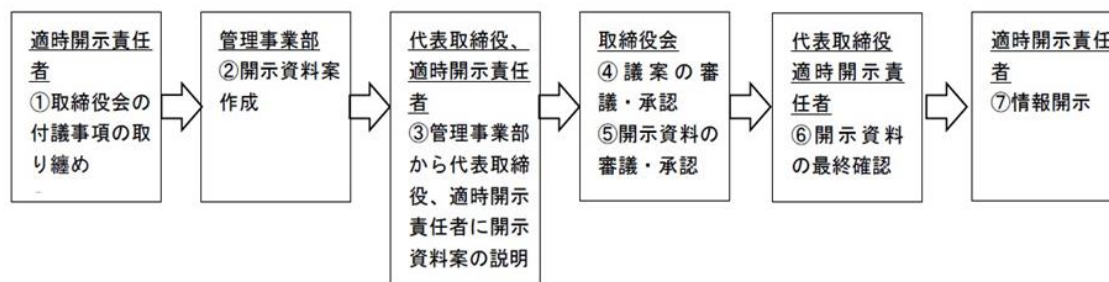 適時開示責任
者
①取締役会の
付議事項の取
り纏め
管理事業部
②開示資料案
作成
代表取締役、
適時開示責任
者
③管理事業部
から代表取締
役、適時開示
責任者に開示
資料案の説明
取締役会
④議案の審
議・承認
⑤開示資料の
審議・承認
代表取締役
適時開示責
任者
⑥開示資料
の最終確認
適時開示責任
者
⑦情報開示